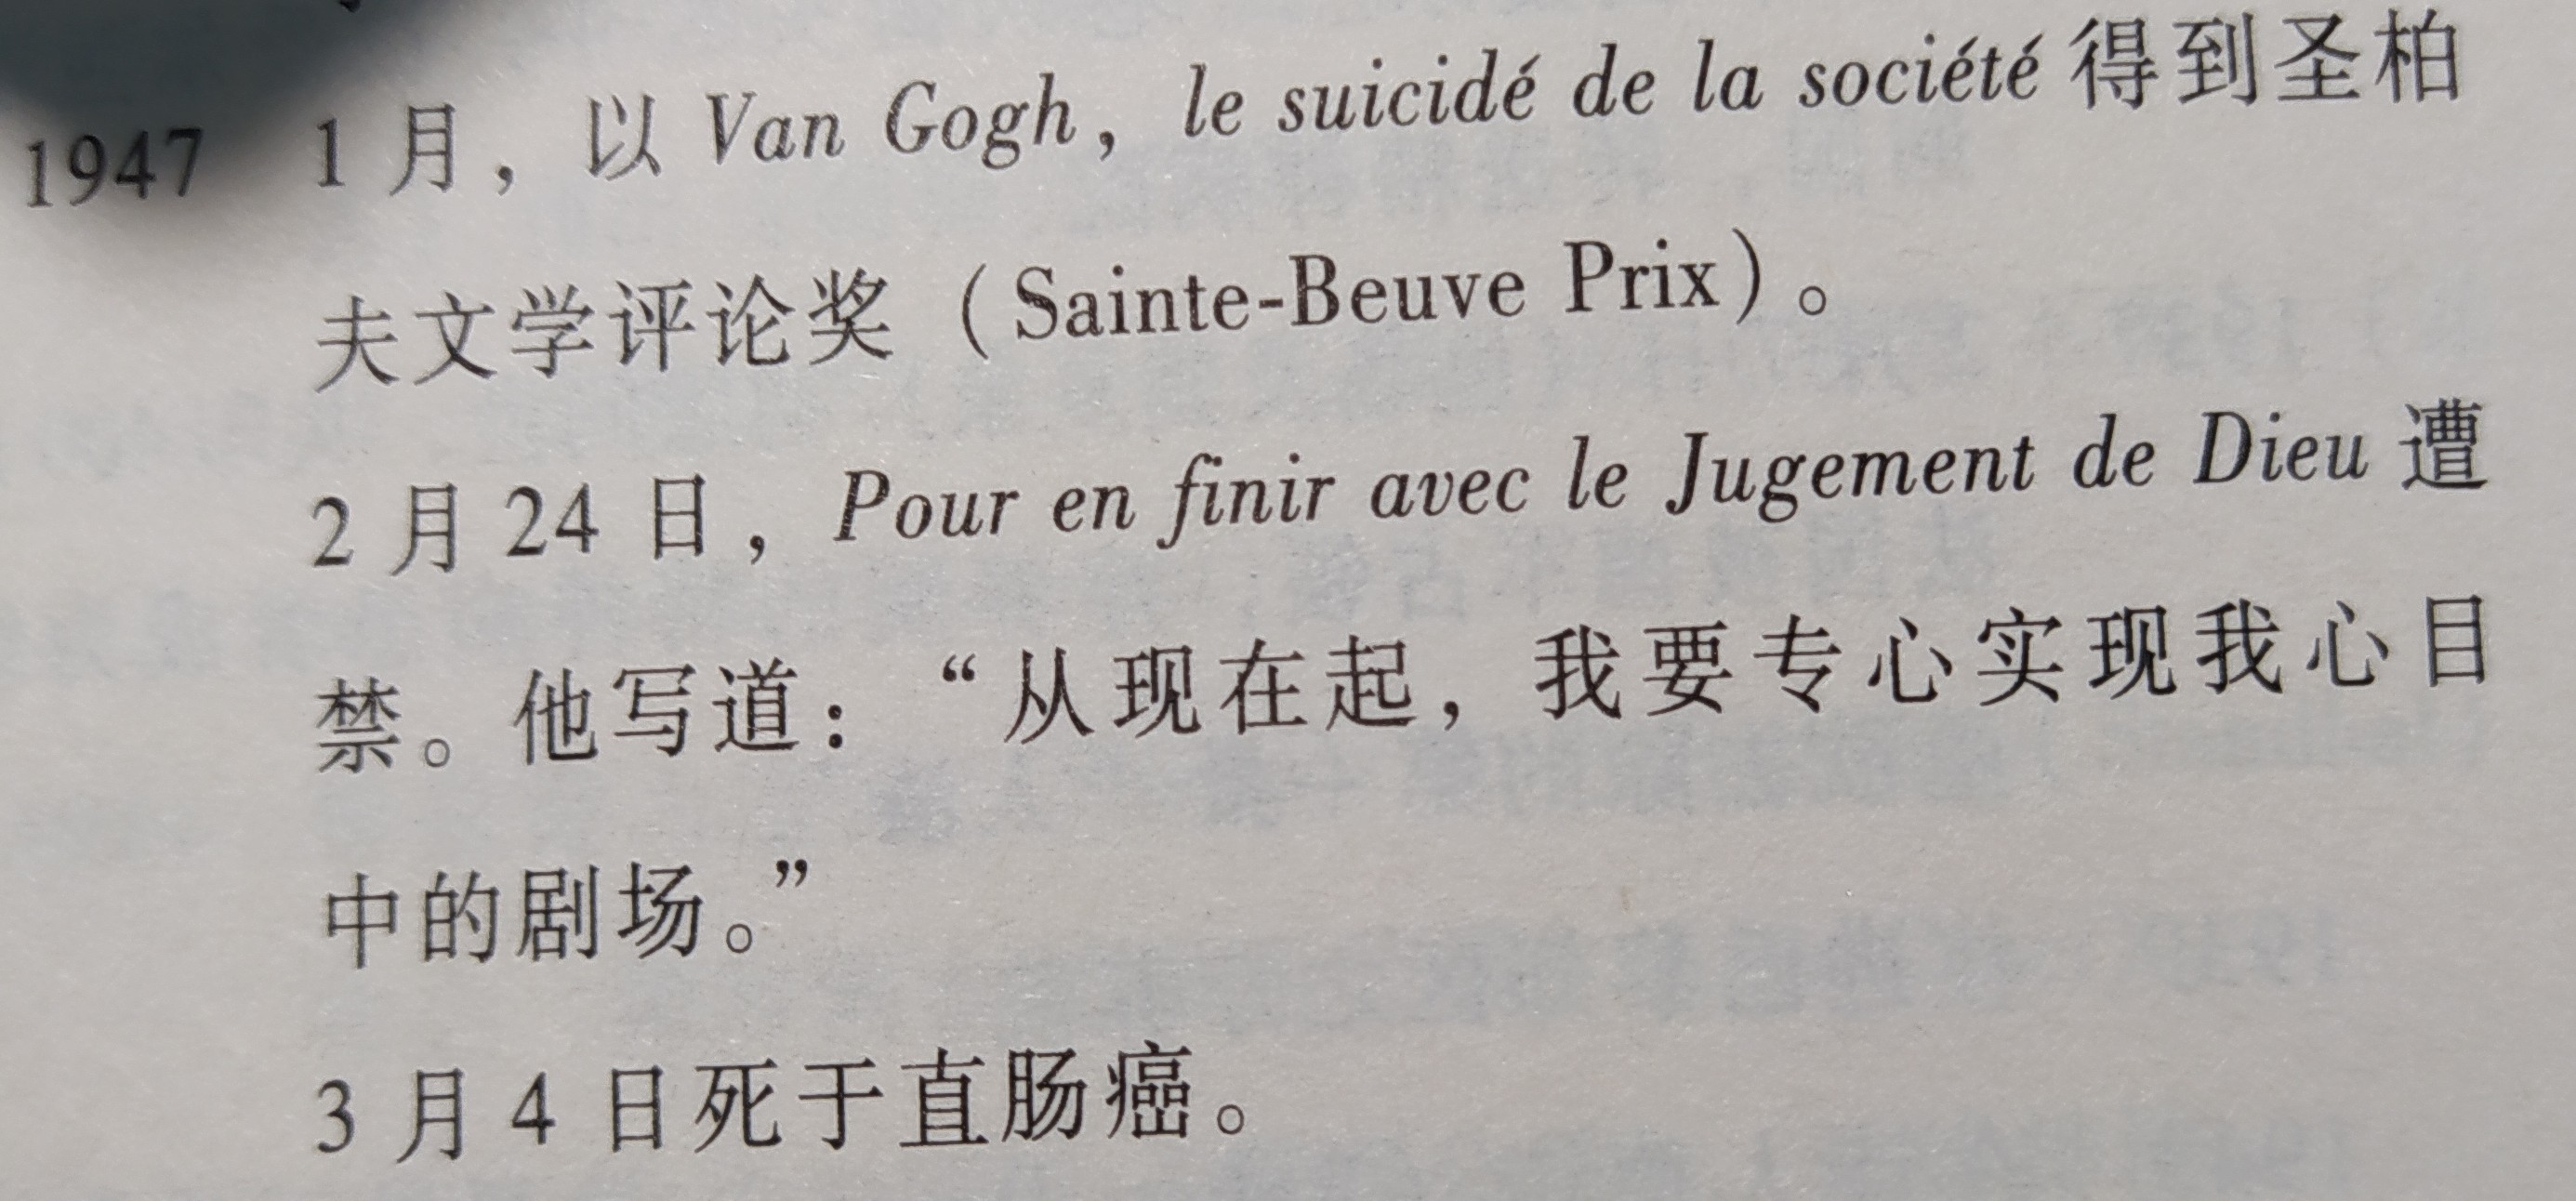 1947 1 月，以 Van Gogh，le suicidé de la société 得到圣柏
夫文学评论奖（Sainte-Beuve Prix）。
2 月 24 日，Pour en finir avec le Jugement de Dieu 遭
禁。他写道：“从现在起，我要专心实现我心目
中的剧场。”
3 月 4 日死于直肠癌。